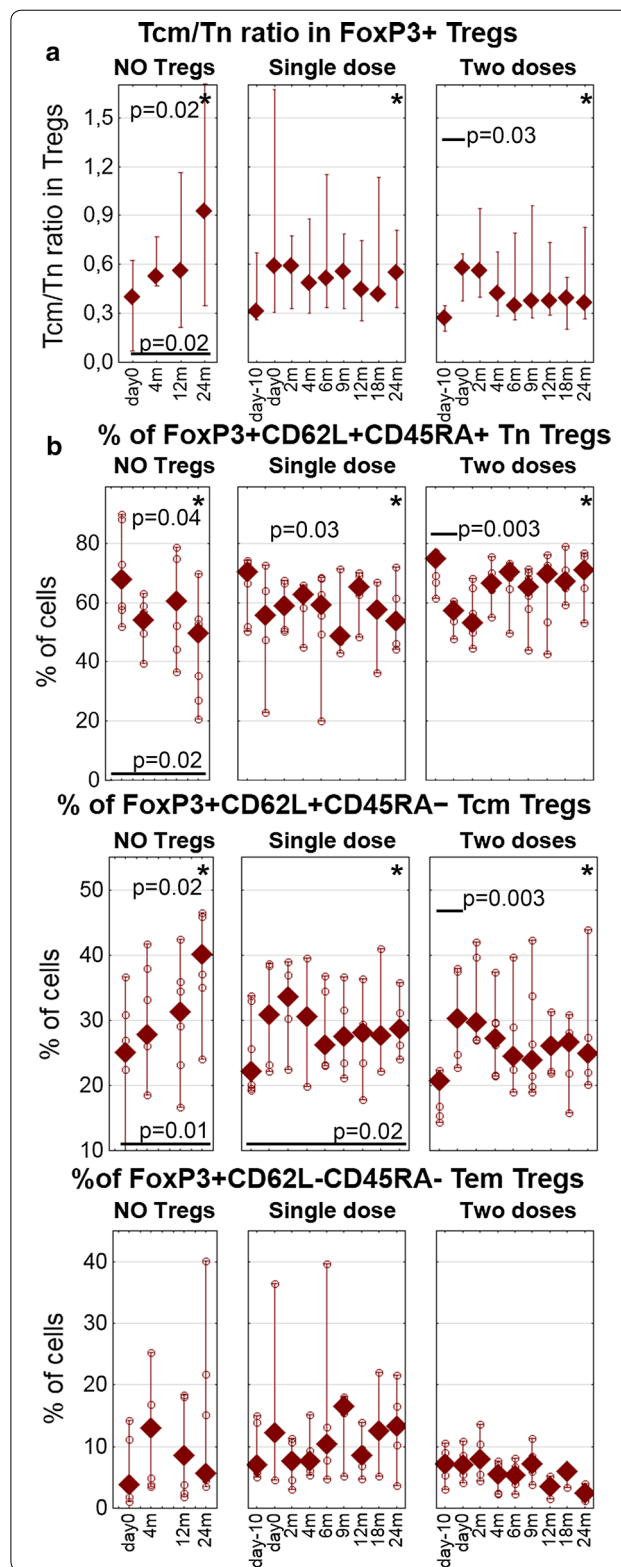 a
Tcm/Tn ratio in FoxP3+ Tregs
NO Tregs Single dose Two doses
Tcm/Tn ratio in Tregs
1,5
1,2
0,9
0,6
0,3
0,0
p=0.02 * * *
p=0.03
p=0.02
day0 4m 12m 24m
day-10 day0 2m 4m 6m 9m 12m 18m 24m
day-10 day0 2m 4m 6m 9m 12m 18m 24m
b
% of FoxP3+CD62L+CD45RA+ Tn Tregs
NO Tregs Single dose Two doses
% of cells
80
60
40
20
0
* * *
p=0.04 p=0.03 p=0.003
p=0.02
% of FoxP3+CD62L+CD45RA− Tcm Tregs
NO Tregs Single dose Two doses
% of cells
50
40
30
20
10
* * *
p=0.02 p=0.003
p=0.01 p=0.02
%of FoxP3+CD62L-CD45RA- Tem Tregs
NO Tregs Single dose Two doses
% of cells
40
30
20
10
0
day0 4m 12m 24m
day-10 day0 2m 4m 6m 9m 12m 18m 24m
day-10 day0 2m 4m 6m 9m 12m 18m 24m